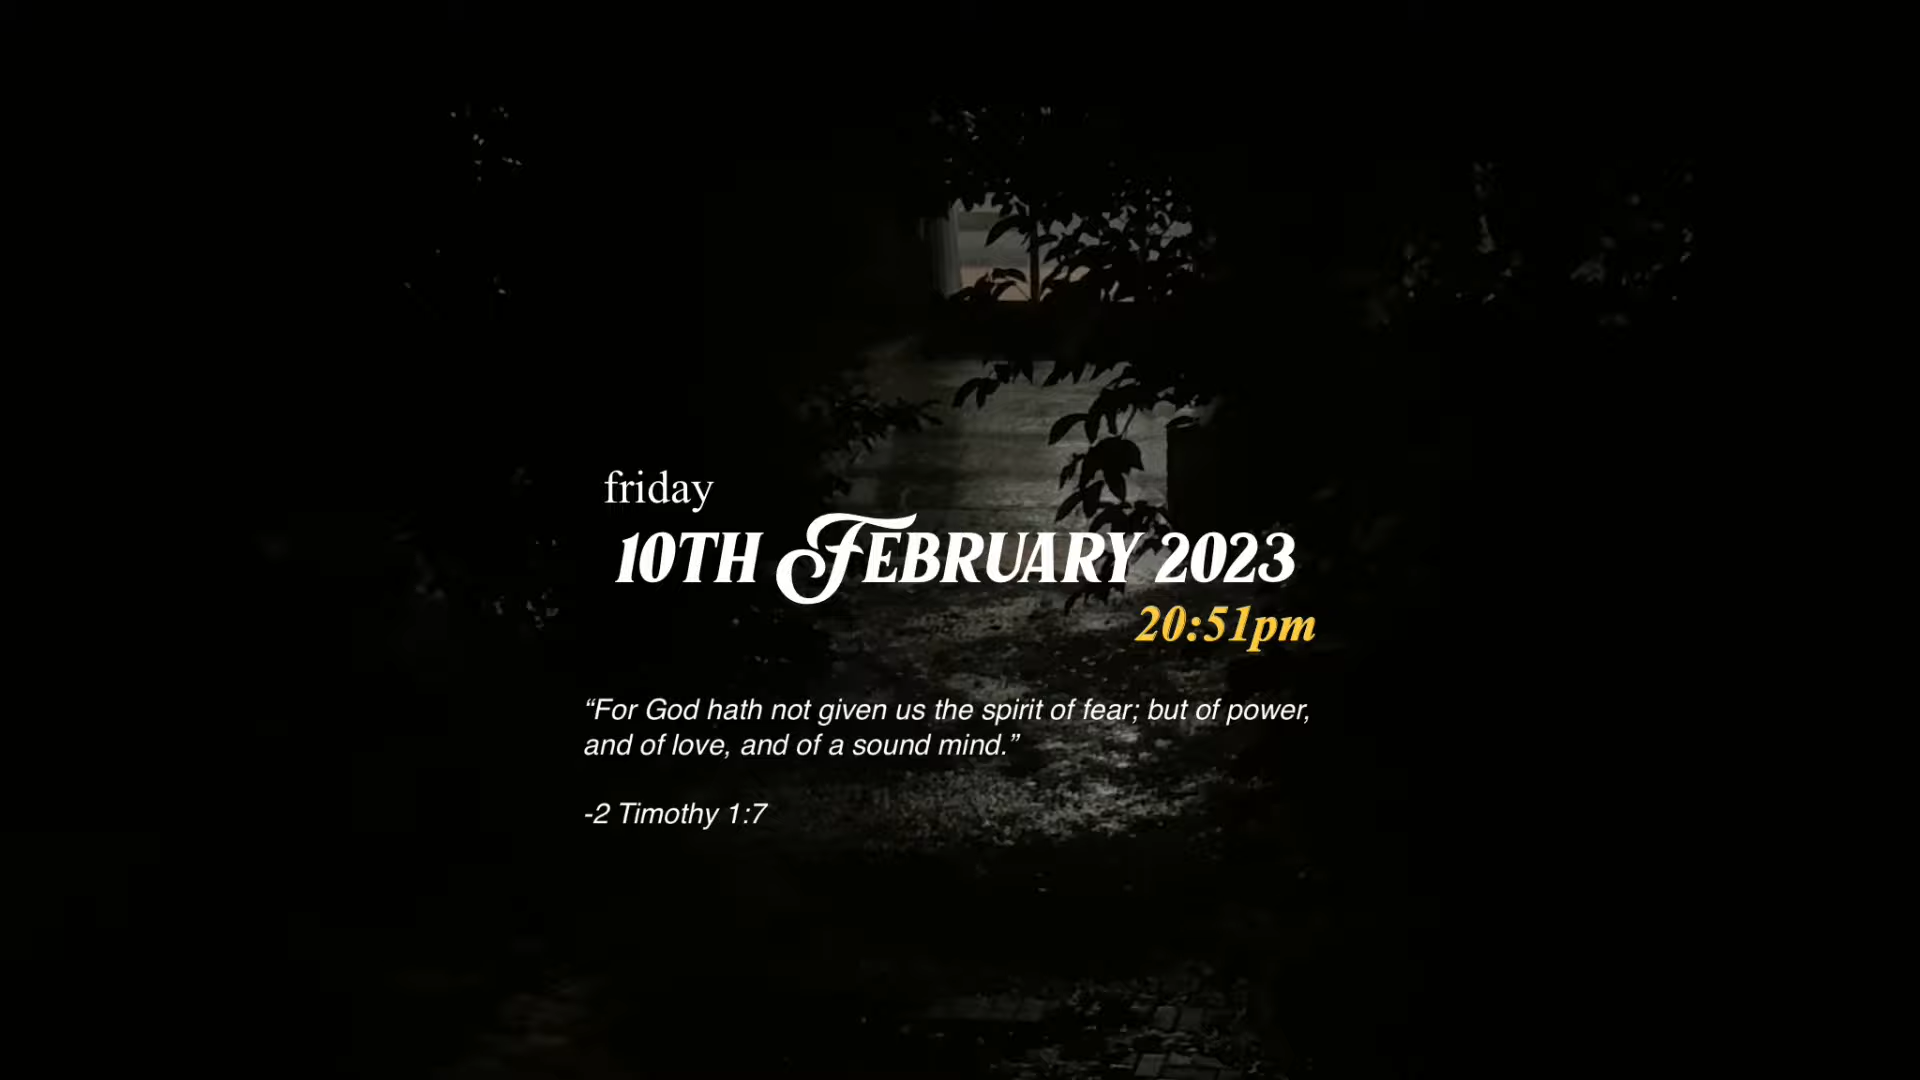 friday
10TH FEBRUARY 2023
20:51pm
“For God hath not given us the spirit of fear; but of power,
and of love, and of a sound mind.”
-2 Timothy 1:7